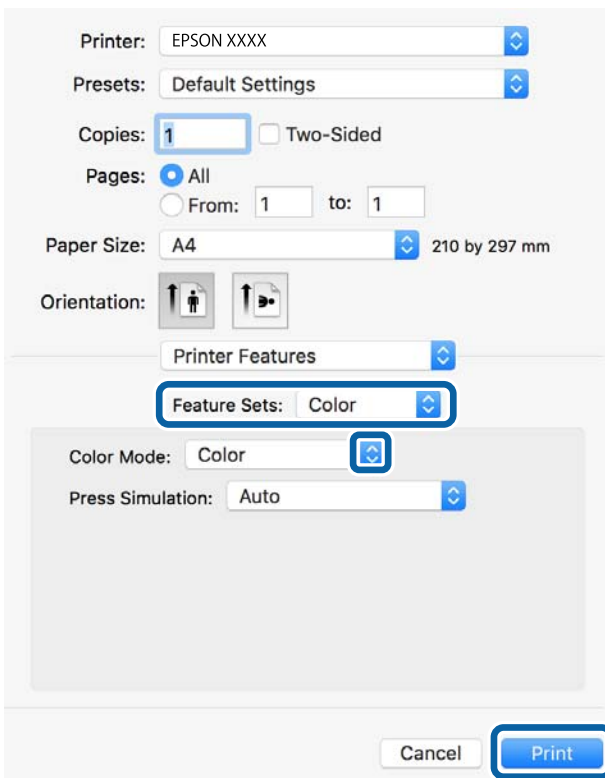 Printer: EPSON XXXX
Presets: Default Settings
Copies: 1 Two-Sided
Pages: All
From: 1 to: 1
Paper Size: A4 210 by 297 mm
Orientation:
Printer Features
Feature Sets: Color
Color Mode: Color
Press Simulation: Auto
Cancel Print